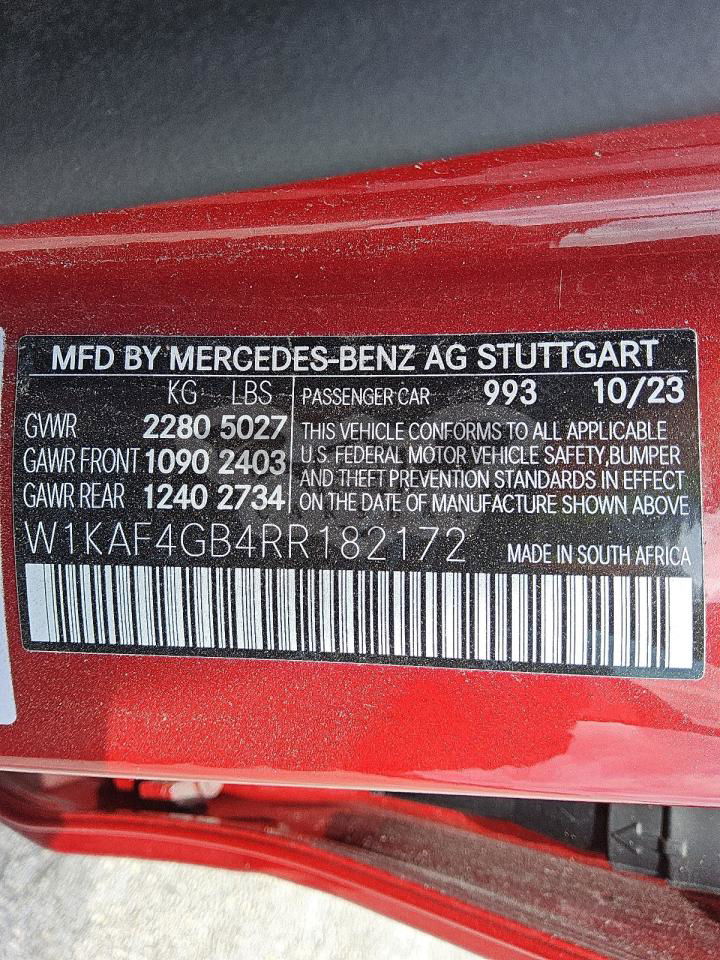 MFD BY MERCEDES-BENZ AG STUTTGART
KG LBS
GVWR 2280 5027
GAWR FRONT 1090 2403
GAWR REAR 1240 2734
PASSENGER CAR 993 10/23
THIS VEHICLE CONFORMS TO ALL APPLICABLE
U.S. FEDERAL MOTOR VEHICLE SAFETY,BUMPER
AND THEFT PREVENTION STANDARDS IN EFFECT
ON THE DATE OF MANUFACTURE SHOWN ABOVE
W1KAF4GB4RR182172 MADE IN SOUTH AFRICA